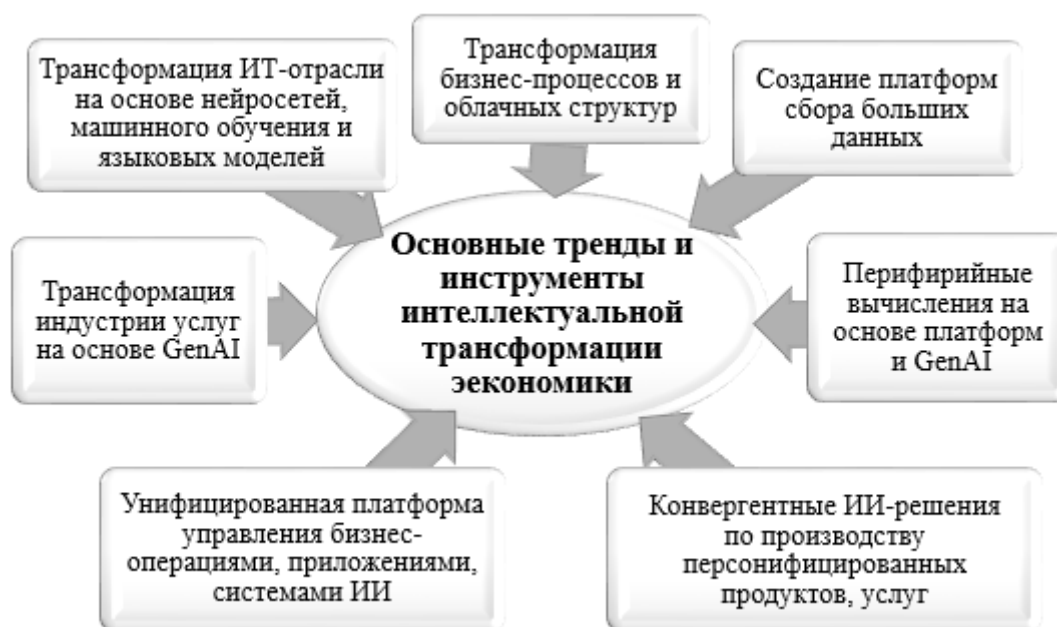 Трансформация ИТ-отрасли
на основе нейросетей,
машинного обучения и
языковых моделей
Трансформация
бизнес-процессов и
облачных структур
Создание платформ
сбора больших
данных
Основные тренды и
инструменты
интеллектуальной
трансформации
эекономики
Трансформация
индустрии услуг
на основе GenAI
Перифирийные
вычисления на
основе платформ
и GenAI
Унифицированная платформа
управления бизнес-
операциями, приложениями,
системами ИИ
Конвергентные ИИ-решения
по производству
персонифицированных
продуктов, услуг